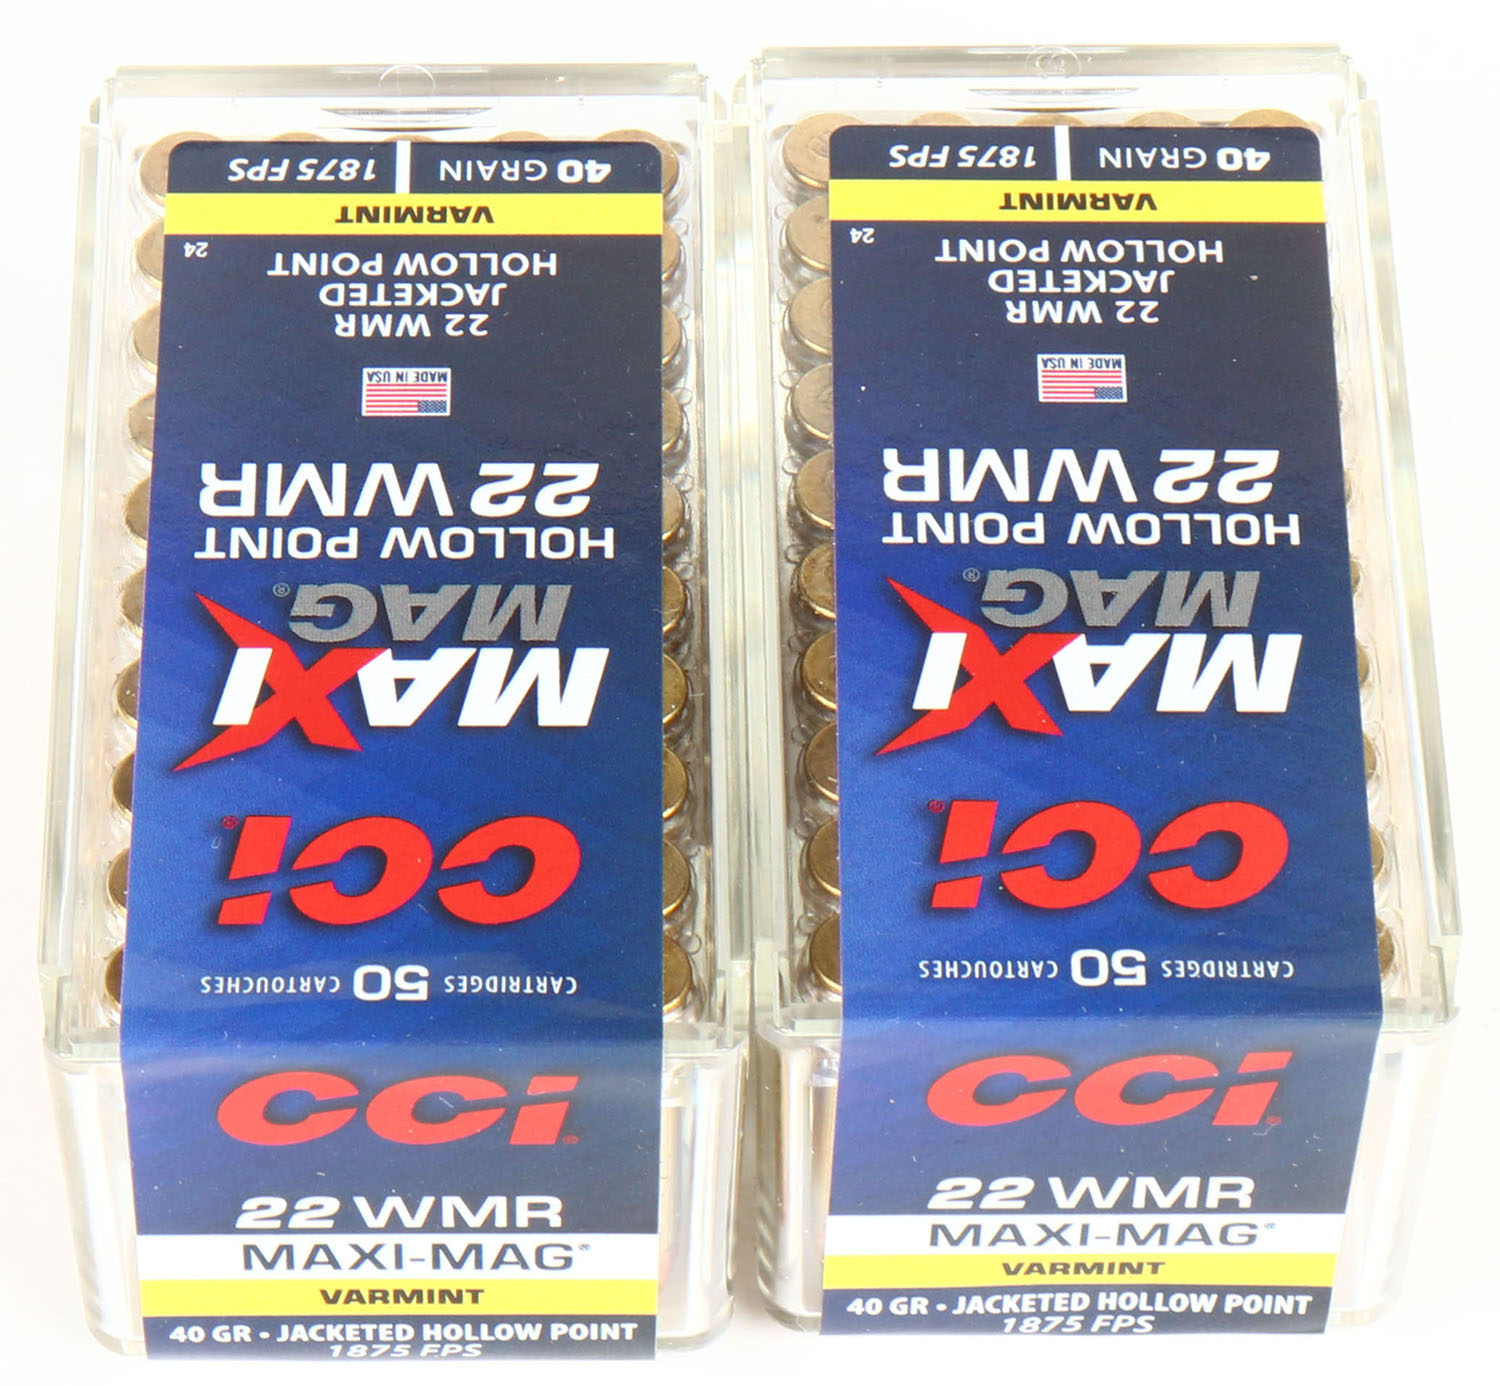 CARTRIDGES 50 CARTOUCHES
CCI®
MAXI
MAG®
HOLLOW POINT
22 WMR
MADE IN USA
22 WMR
JACKETED
HOLLOW POINT
24
VARMINT
40 GRAIN 1875 FPS
CCI®
22 WMR
MAXI-MAG®
VARMINT
40 GR • JACKETED HOLLOW POINT
1875 FPS
CARTRIDGES 50 CARTOUCHES
CCI®
MAXI
MAG®
HOLLOW POINT
22 WMR
MADE IN USA
22 WMR
JACKETED
HOLLOW POINT
24
VARMINT
40 GRAIN 1875 FPS
CCI®
22 WMR
MAXI-MAG®
VARMINT
40 GR • JACKETED HOLLOW POINT
1875 FPS